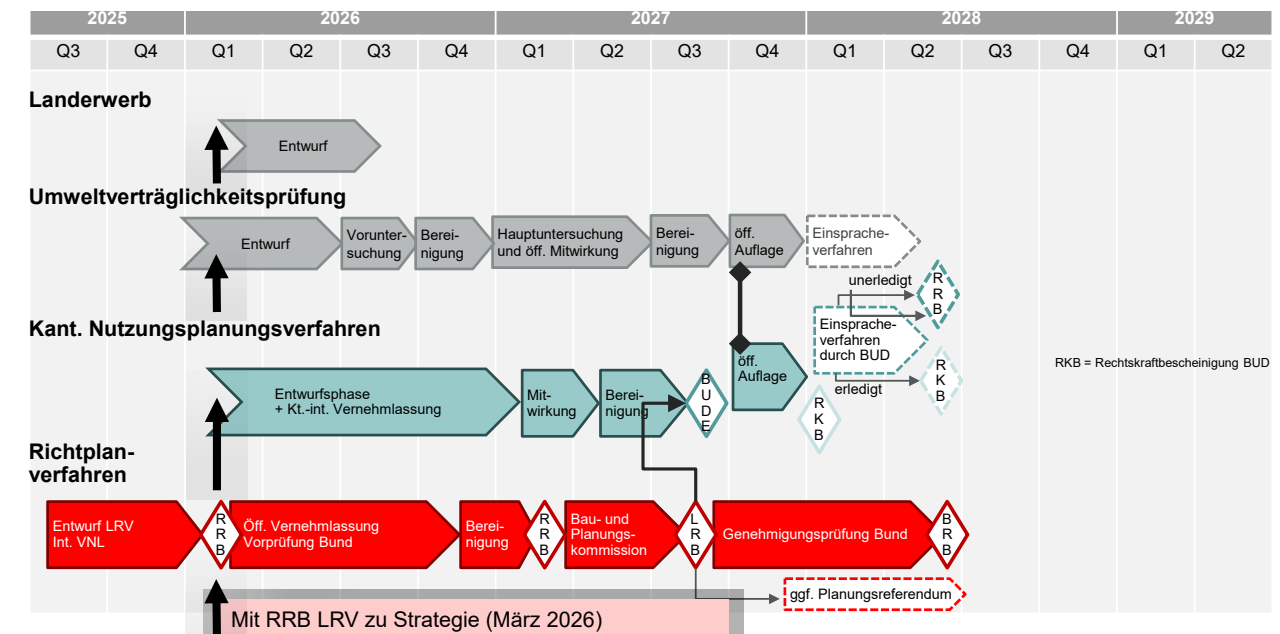 2025 2026 2027 2028 2029
Q3 Q4 Q1 Q2 Q3 Q4 Q1 Q2 Q3 Q4 Q1 Q2 Q3 Q4 Q1 Q2
Landerwerb
Entwurf
Umweltverträglichkeitsprüfung
Entwurf
Vorunter-
suchung
Berei-
nigung
Hauptuntersuchung
und öff. Mitwirkung
Berei-
nigung
öff.
Auflage
Einsprache-
verfahren
unerledigt
R
R
B
Kant. Nutzungsplanungsverfahren
Entwurfsphase
+ Kt.-int. Vernehmlassung
Mit-
wirkung
Berei-
nigung
B
U
D
E
öff.
Auflage
Einsprache-
verfahren
durch BUD
erledigt
R
K
B
R
K
B
RKB = Rechtskraftbescheinigung BUD
Richtplan-
verfahren
Entwurf LRV
Int. VNL
R
R
B
Öff. Vernehmlassung
Vorprüfung Bund
Berei-
nigung
R
R
B
Bau- und
Planungs-
kommission
L
R
B
Genehmigungsprüfung Bund
B
R
B
ggf. Planungsreferendum
Mit RRB LRV zu Strategie (März 2026)